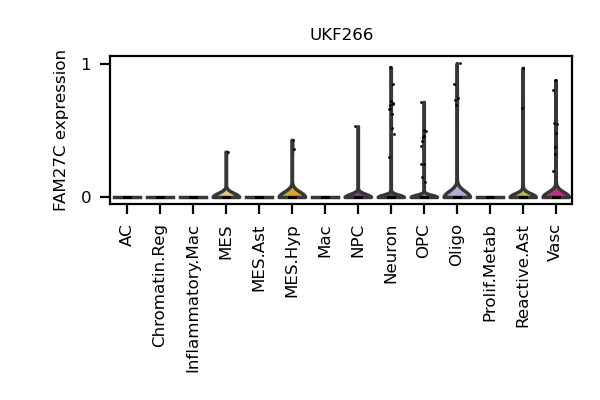 UKF266
FAM27C expression
1
0
AC
Chromatin.Reg
Inflammatory.Mac
MES
MES.Ast
MES.Hyp
Mac
NPC
Neuron
OPC
Oligo
Prolif.Metab
Reactive.Ast
Vasc